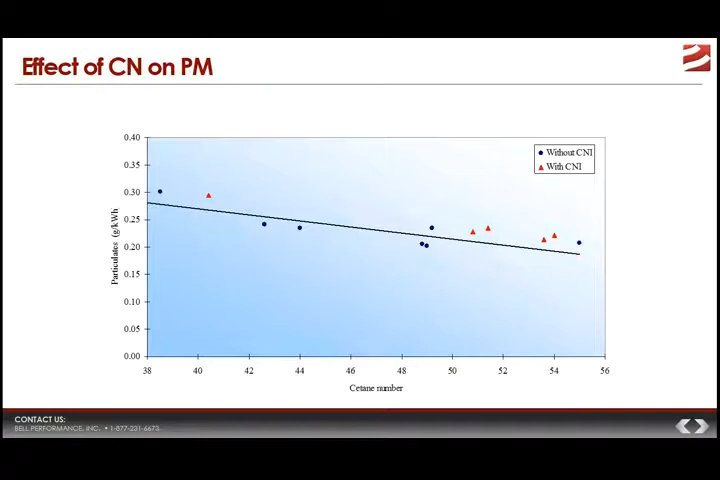 Effect of CN on PM
0.40
0.35
0.30
0.25
0.20
0.15
0.10
0.05
0.00
Particulates (g/kWh
Without CNI
With CNI
38 40 42 44 46 48 50 52 54 56
Cetane number
CONTACT US:
BELL PERFORMANCE, INC. • 1-877-231-6673